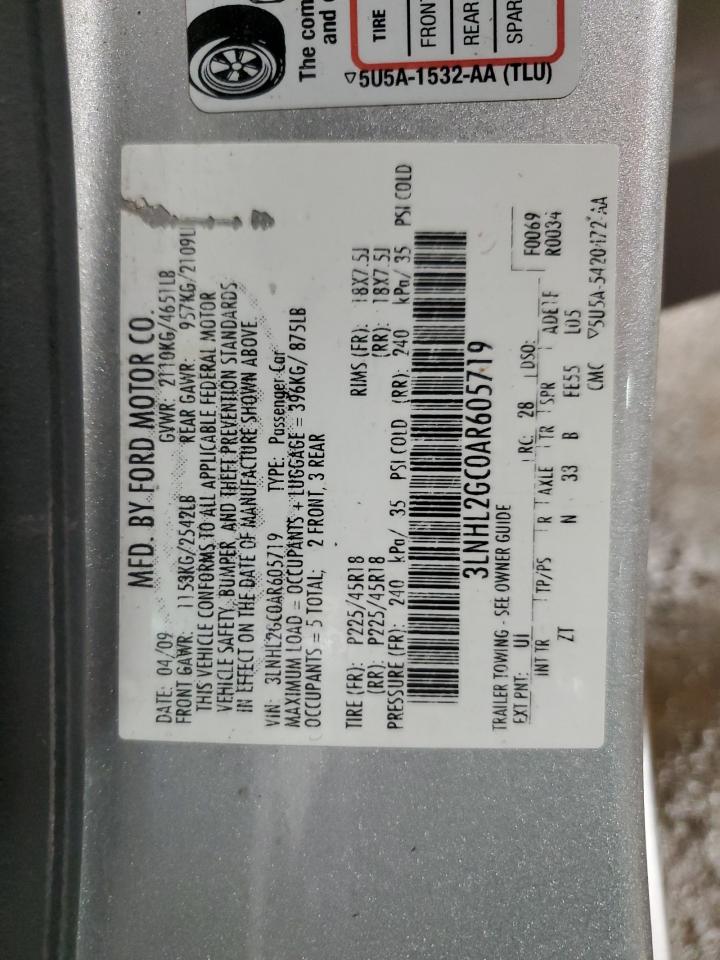 The com
and c
TIRE
FRONT
REAR
SPAR
▽5U5A-1532-AA (TLU)
MFD. BY FORD MOTOR CO.
DATE: 04/09 GVWR: 2110KG/4651LB
FRONT GAWR: 1153KG/2542LB REAR GAWR: 957KG/2109L
THIS VEHICLE CONFORMS TO ALL APPLICABLE FEDERAL MOTOR
VEHICLE SAFETY, BUMPER, AND THEFT PREVENTION STANDARDS
IN EFFECT ON THE DATE OF MANUFACTURE SHOWN ABOVE
VIN: 3LNHL2GC0AR605719 TYPE: Passenger Car
MAXIMUM LOAD = OCCUPANTS + LUGGAGE = 396KG/ 875LB
OCCUPANTS = 5 TOTAL; 2 FRONT, 3 REAR
TIRE (FR): P225/45R18 RIMS (FR): 18X7.5J
(RR): P225/45R18 (RR): 18X7.5J
PRESSURE (FR): 240 kPa/ 35 PSI COLD (RR): 240 kPa/ 35 PSI COLD
3LNHL2GC0AR605719
TRAILER TOWING - SEE OWNER GUIDE
EXT PNT: UI RC: 28 DSO: F0069
R0034
INT TR TP/PS R AXLE TR SPR ADE1F
ZT N 33 B EE55 L05
CMC ▽5U5A-5420472-AA